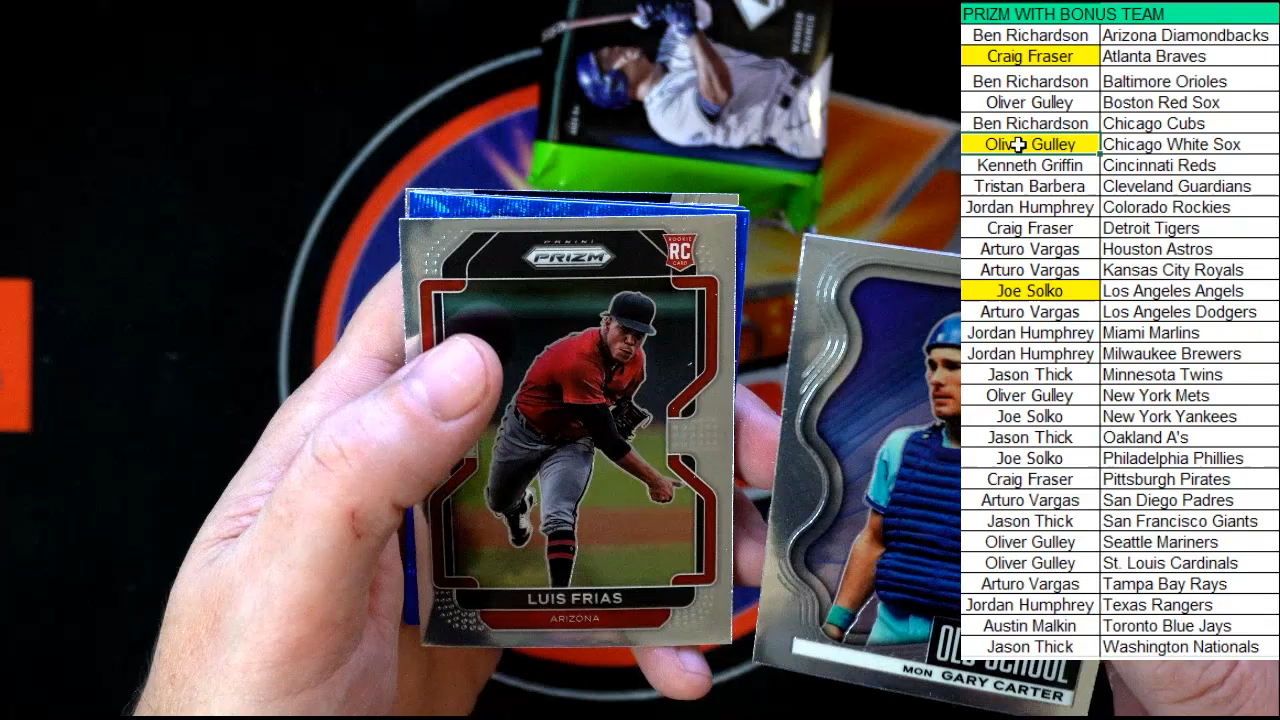 WANDER
FRANCO
PANINI
PRIZM
ROOKIE
RC
CARD
LUIS FRIAS
ARIZONA
OLD SCHOOL
MON GARY CARTER
PRIZM WITH BONUS TEAM
Ben Richardson Arizona Diamondbacks
Craig Fraser Atlanta Braves
Ben Richardson Baltimore Orioles
Oliver Gulley Boston Red Sox
Ben Richardson Chicago Cubs
Oliver Gulley Chicago White Sox
Kenneth Griffin Cincinnati Reds
Tristan Barbera Cleveland Guardians
Jordan Humphrey Colorado Rockies
Craig Fraser Detroit Tigers
Arturo Vargas Houston Astros
Arturo Vargas Kansas City Royals
Joe Solko Los Angeles Angels
Arturo Vargas Los Angeles Dodgers
Jordan Humphrey Miami Marlins
Jordan Humphrey Milwaukee Brewers
Jason Thick Minnesota Twins
Oliver Gulley New York Mets
Joe Solko New York Yankees
Jason Thick Oakland A's
Joe Solko Philadelphia Phillies
Craig Fraser Pittsburgh Pirates
Arturo Vargas San Diego Padres
Jason Thick San Francisco Giants
Oliver Gulley Seattle Mariners
Oliver Gulley St. Louis Cardinals
Arturo Vargas Tampa Bay Rays
Jordan Humphrey Texas Rangers
Austin Malkin Toronto Blue Jays
Jason Thick Washington Nationals